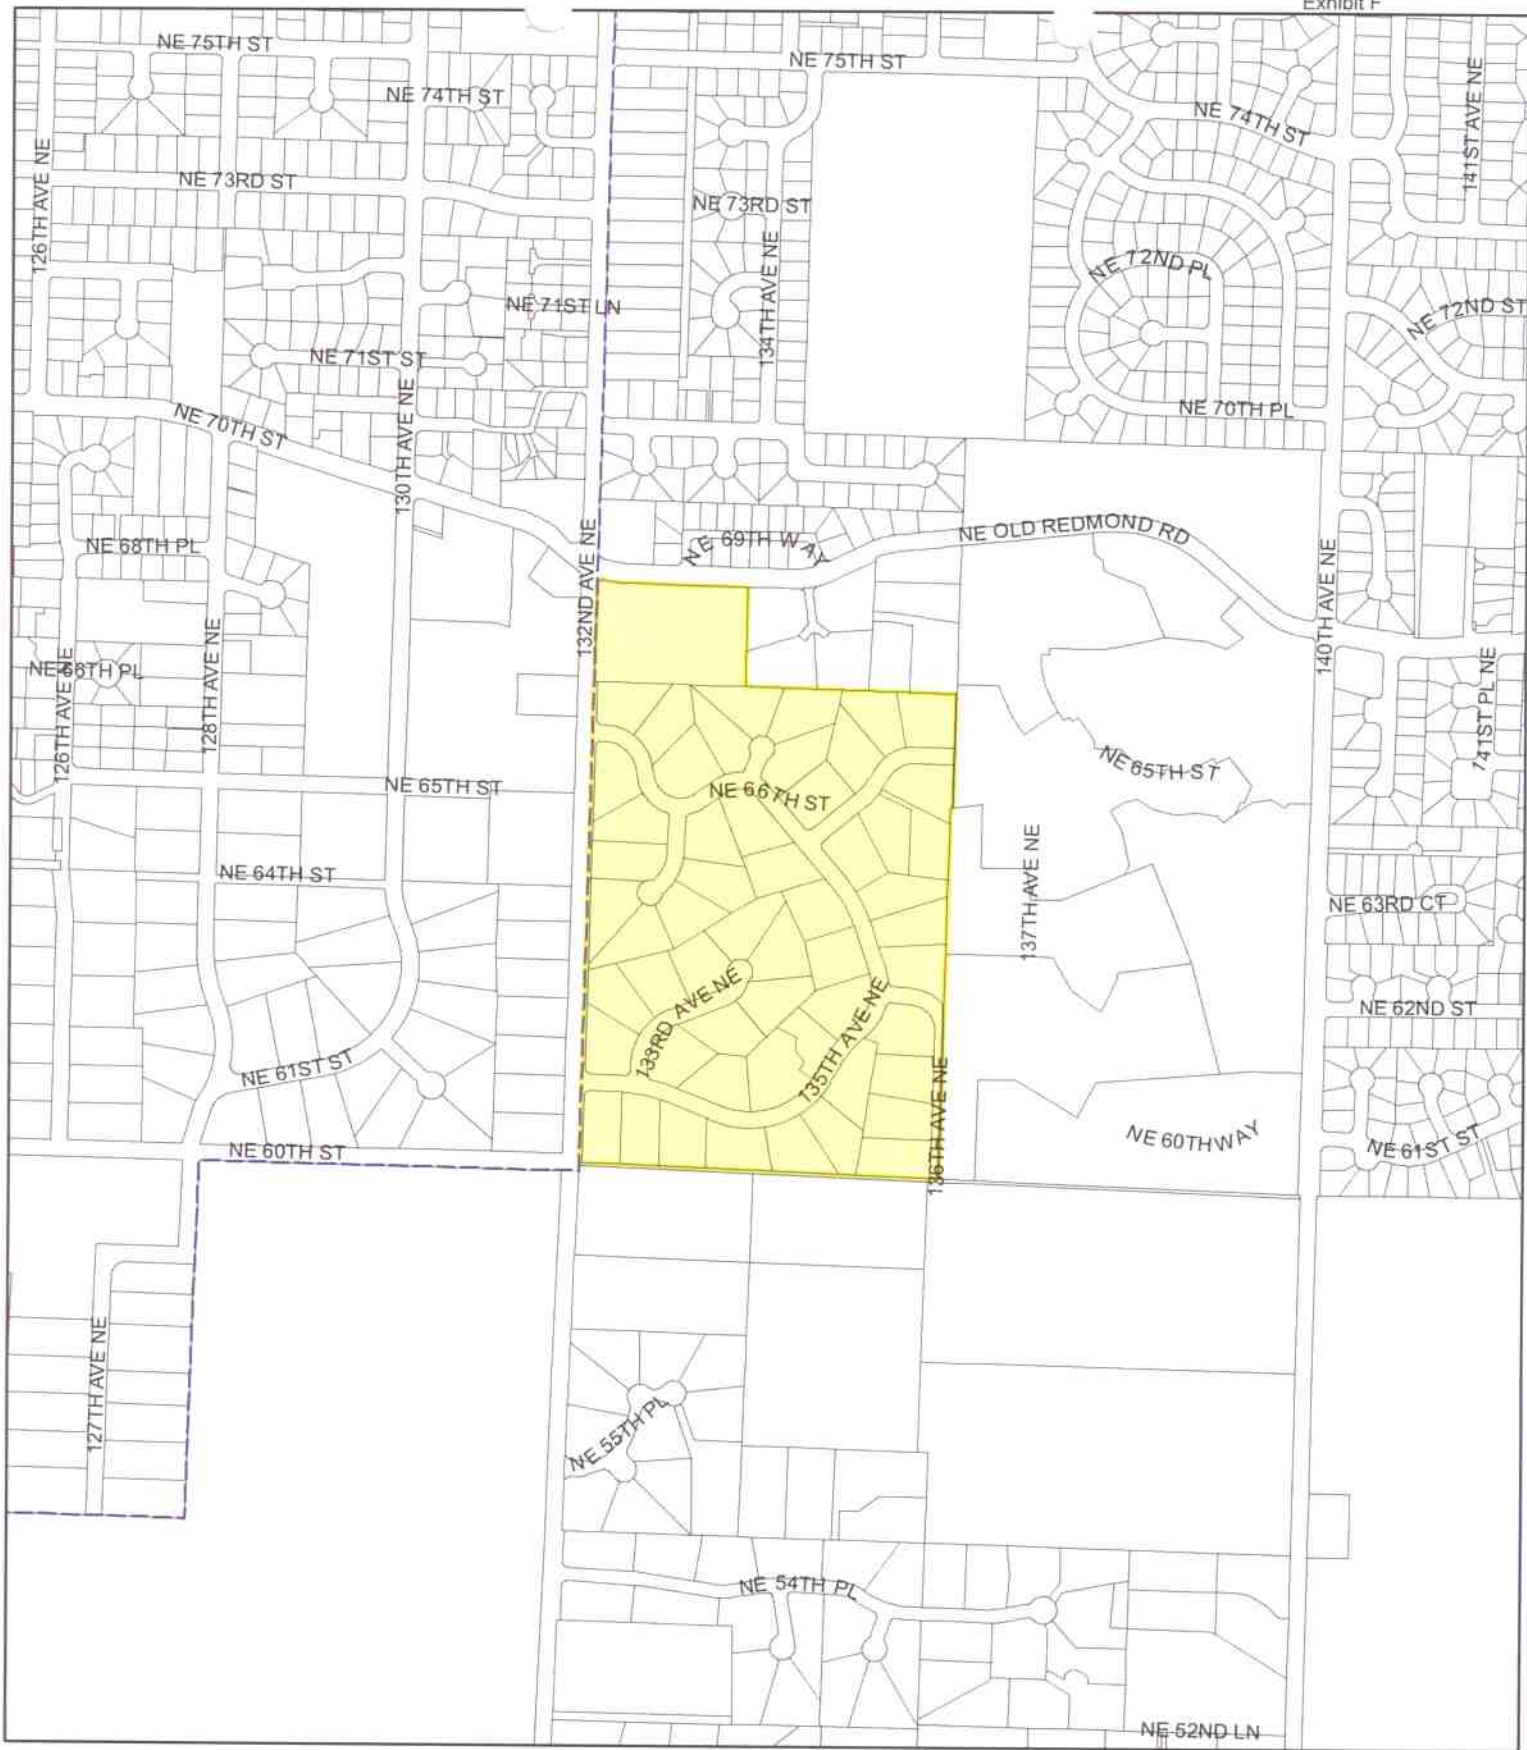 Exhibit F
NE 75TH ST
NE 75TH ST
NE 74TH ST
NE 74TH ST
141ST AVE NE
126TH AVE NE
NE 73RD ST
NE 73RD ST
134TH AVE NE
NE 72ND PL
NE 71ST LN
NE 72ND ST
NE 71ST ST
130TH AVE NE
NE 70TH ST
NE 70TH PL
NE 68TH PL
132ND AVE NE
NE 69TH WAY
NE OLD REDMOND RD
140TH AVE NE
NE 66TH PL
126TH AVE NE
128TH AVE NE
141ST PL NE
NE 65TH ST
NE 66TH ST
NE 65TH ST
NE 64TH ST
137TH AVE NE
NE 63RD CT
133RD AVE NE
135TH AVE NE
NE 62ND ST
NE 61ST ST
136TH AVE NE
NE 60TH WAY
NE 61ST ST
NE 60TH ST
127TH AVE NE
NE 55TH PL
NE 54TH PL
NE 52ND LN